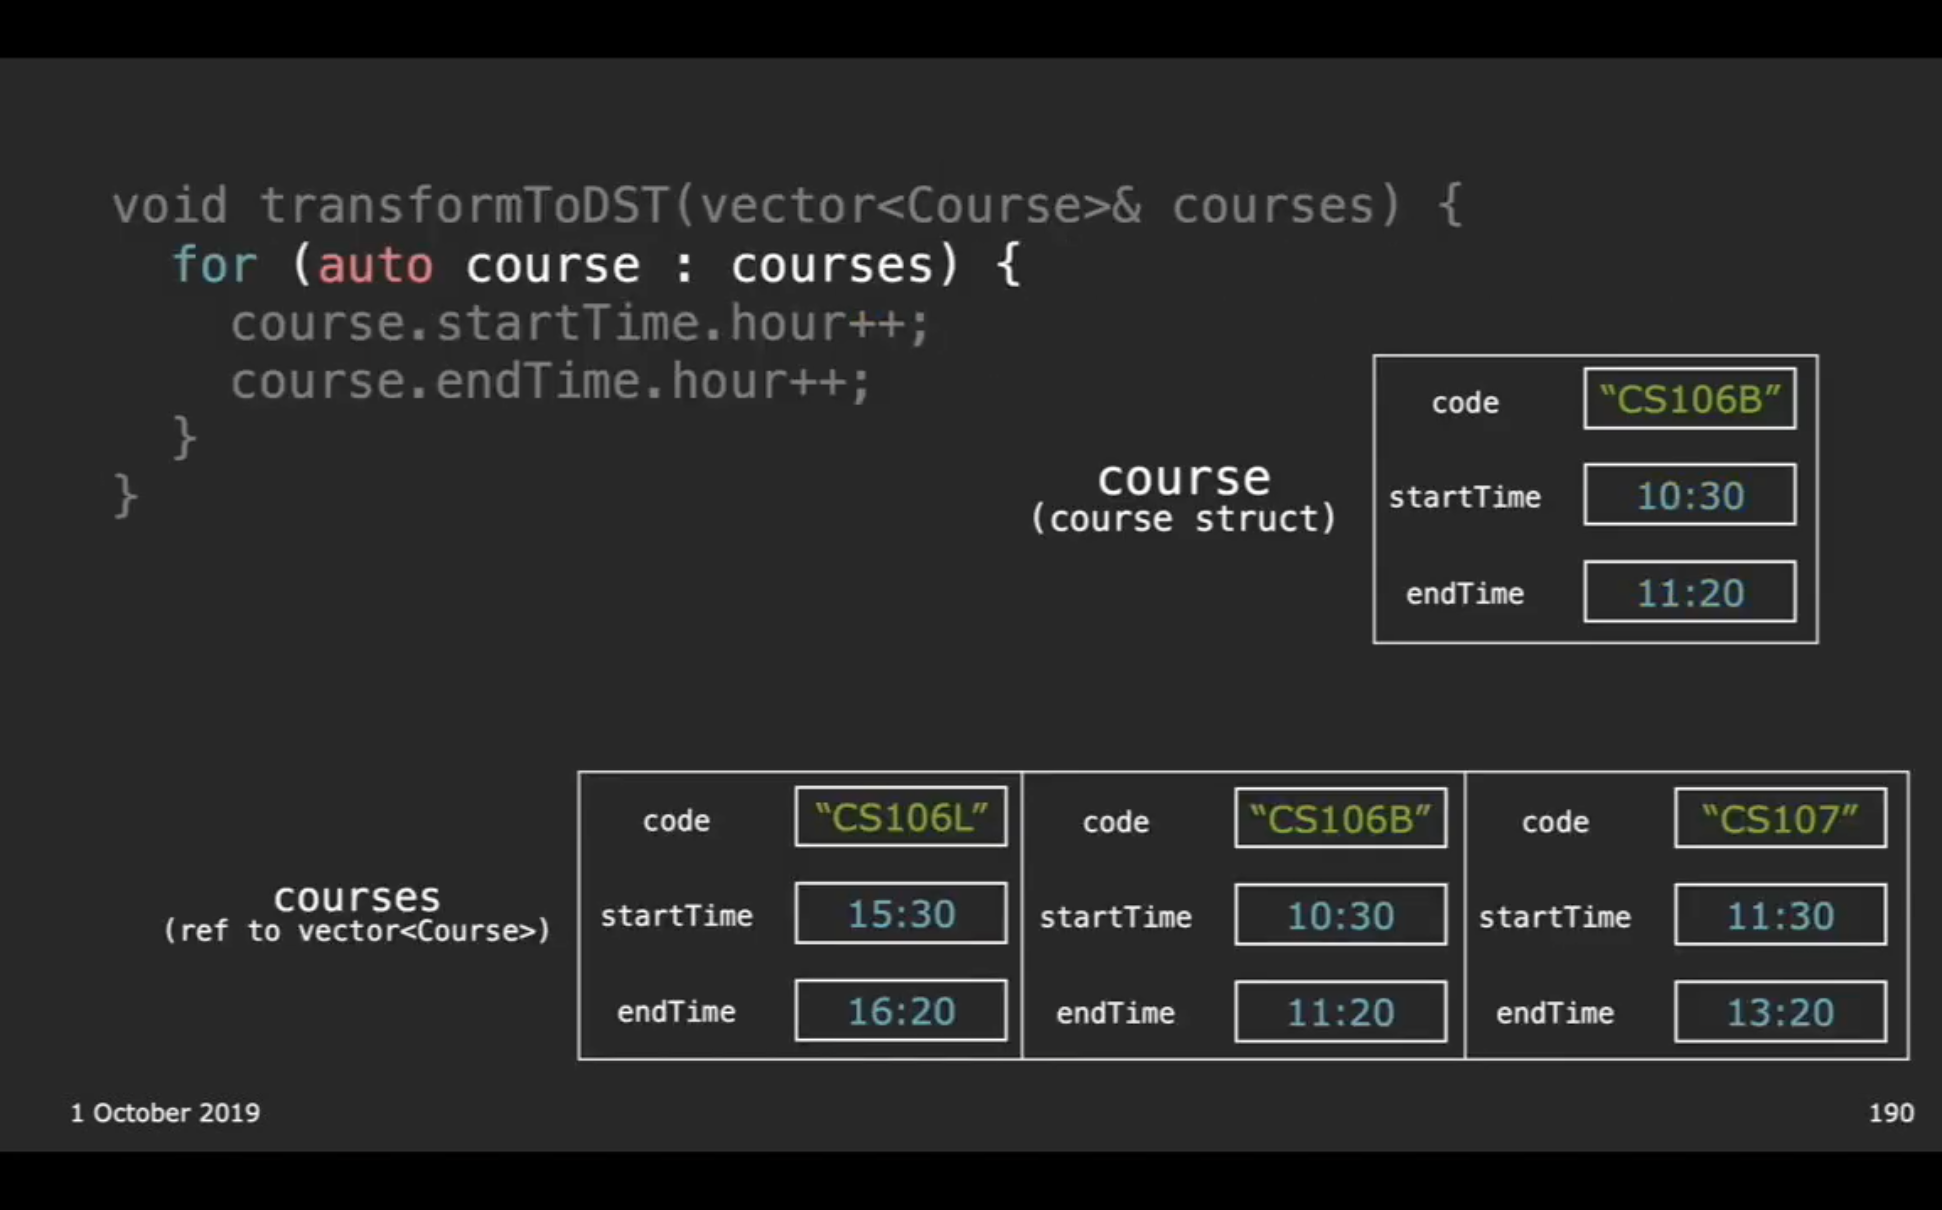 void transformToDST(vector<Course>& courses) {
for (auto course : courses) {
course.startTime.hour++;
course.endTime.hour++;
}
}
course
(course struct)
code “CS106B”
startTime 10:30
endTime 11:20
courses
(ref to vector<Course>)
code “CS106L” code “CS106B” code “CS107”
startTime 15:30 startTime 10:30 startTime 11:30
endTime 16:20 endTime 11:20 endTime 13:20
1 October 2019
190